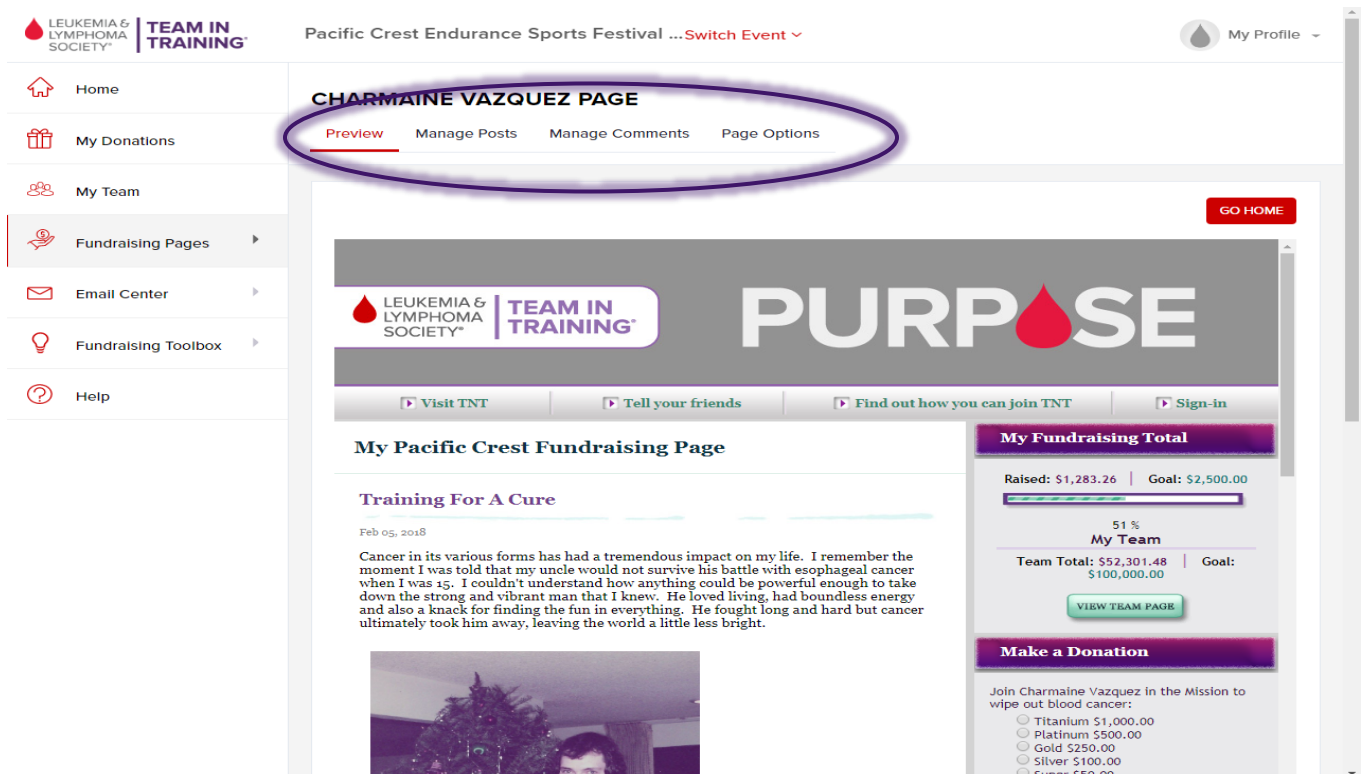 LEUKEMIA & LYMPHOMA SOCIETY®
TEAM IN TRAINING®
Pacific Crest Endurance Sports Festival ...Switch Event
My Profile
Home
My Donations
My Team
Fundraising Pages
Email Center
Fundraising Toolbox
Help
CHARMAINE VAZQUEZ PAGE
Preview Manage Posts Manage Comments Page Options
GO HOME
LEUKEMIA &
LYMPHOMA
SOCIETY®
TEAM IN
TRAINING®
PURPOSE
Visit TNT Tell your friends Find out how you can join TNT Sign-in
My Pacific Crest Fundraising Page
Training For A Cure
Feb 05, 2018
Cancer in its various forms has had a tremendous impact on my life. I remember the
moment I was told that my uncle would not survive his battle with esophageal cancer
when I was 15. I couldn't understand how anything could be powerful enough to take
down the strong and vibrant man that I knew. He loved living, had boundless energy
and also a knack for finding the fun in everything. He fought long and hard but cancer
ultimately took him away, leaving the world a little less bright.
My Fundraising Total
Raised: $1,283.26 | Goal: $2,500.00
51 %
My Team
Team Total: $52,301.48 | Goal:
$100,000.00
VIEW TEAM PAGE
Make a Donation
Join Charmaine Vazquez in the Mission to
wipe out blood cancer:
Titanium $1,000.00
Platinum $500.00
Gold $250.00
Silver $100.00
Super $50.00